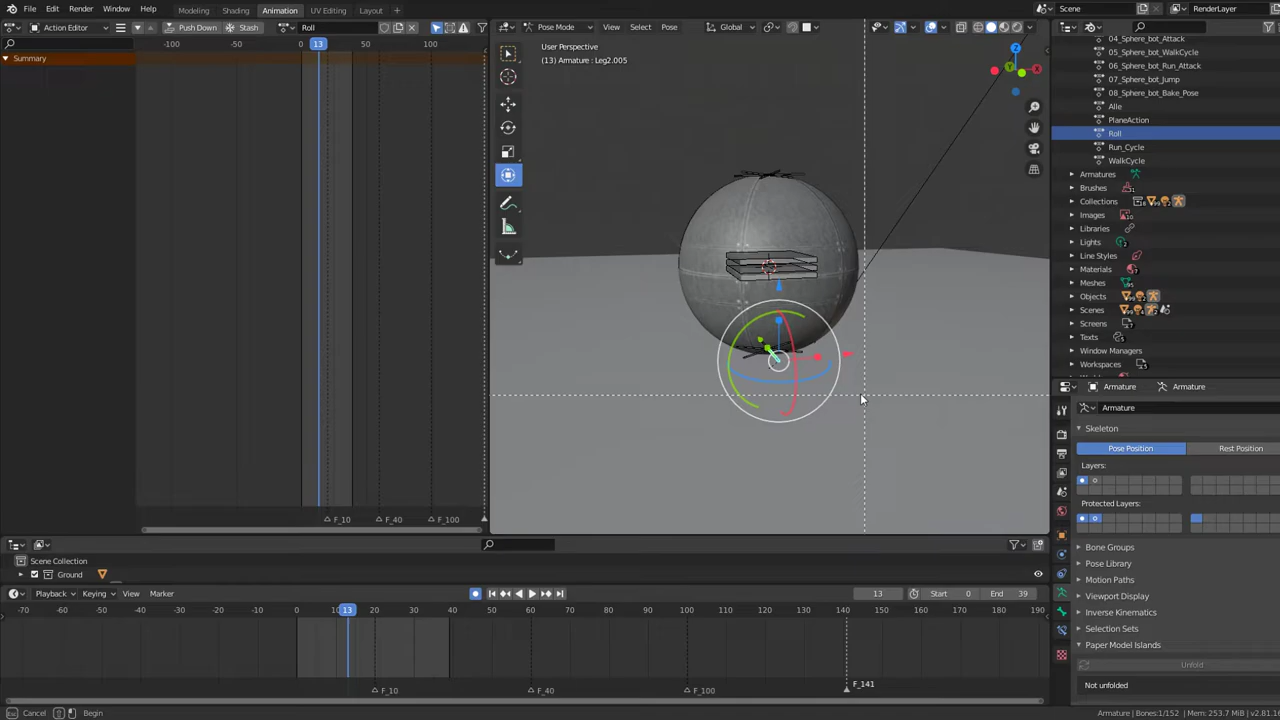 File Edit Render Window Help Modeling Shading Animation UV Editing Layout Scene RenderLayer
Action Editor Push Down Stash Roll Pose Mode View Select Pose Global
-100 -50 0 13 50 100
Summary
User Perspective
(13) Armature : Leg2.005
04_Sphere_bot_Attack
05_Sphere_bot_WalkCycle
06_Sphere_bot_Run_Attack
07_Sphere_bot_Jump
08_Sphere_bot_Bake_Pose
Alle
PlaneAction
Roll
Run_Cycle
WalkCycle
Armatures
Brushes
Collections
Images
Libraries
Lights
Line Styles
Materials
Meshes
Objects
Scenes
Screens
Texts
Window Managers
Workspaces
Armature Armature
Armature
Skeleton
Pose Position Rest Position
Layers:
Protected Layers:
Bone Groups
Pose Library
Motion Paths
Viewport Display
Inverse Kinematics
Selection Sets
Paper Model Islands
Unfold
Not unfolded
F_10 F_40 F_100
Scene Collection
Ground
Playback Keying View Marker 13 Start 0 End 39
-70 -60 -50 -40 -30 -20 -10 0 13 20 30 40 50 60 70 80 90 100 110 120 130 140 150 160 170 180 190
F_10 F_40 F_100 F_141
Cancel Begin Armature | Bones:1/152 | Mem: 253.7 MiB | v2.81.16